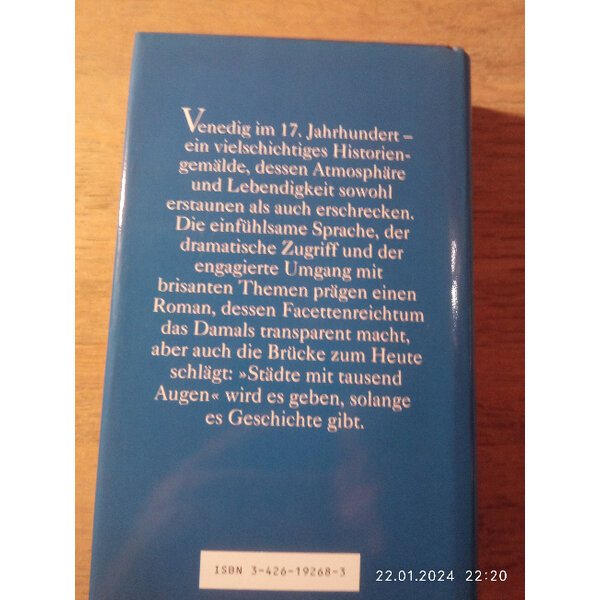 Venedig im 17. Jahrhundert –
ein vielschichtiges Historien-
gemälde, dessen Atmosphäre
und Lebendigkeit sowohl
erstaunen als auch erschrecken.
Die einfühlsame Sprache, der
dramatische Zugriff und der
engagierte Umgang mit
brisanten Themen prägen einen
Roman, dessen Facettenreichtum
das Damals transparent macht,
aber auch die Brücke zum Heute
schlägt: »Städte mit tausend
Augen« wird es geben, solange
es Geschichte gibt.
ISBN 3-426-19268-3
22.01.2024 22:20